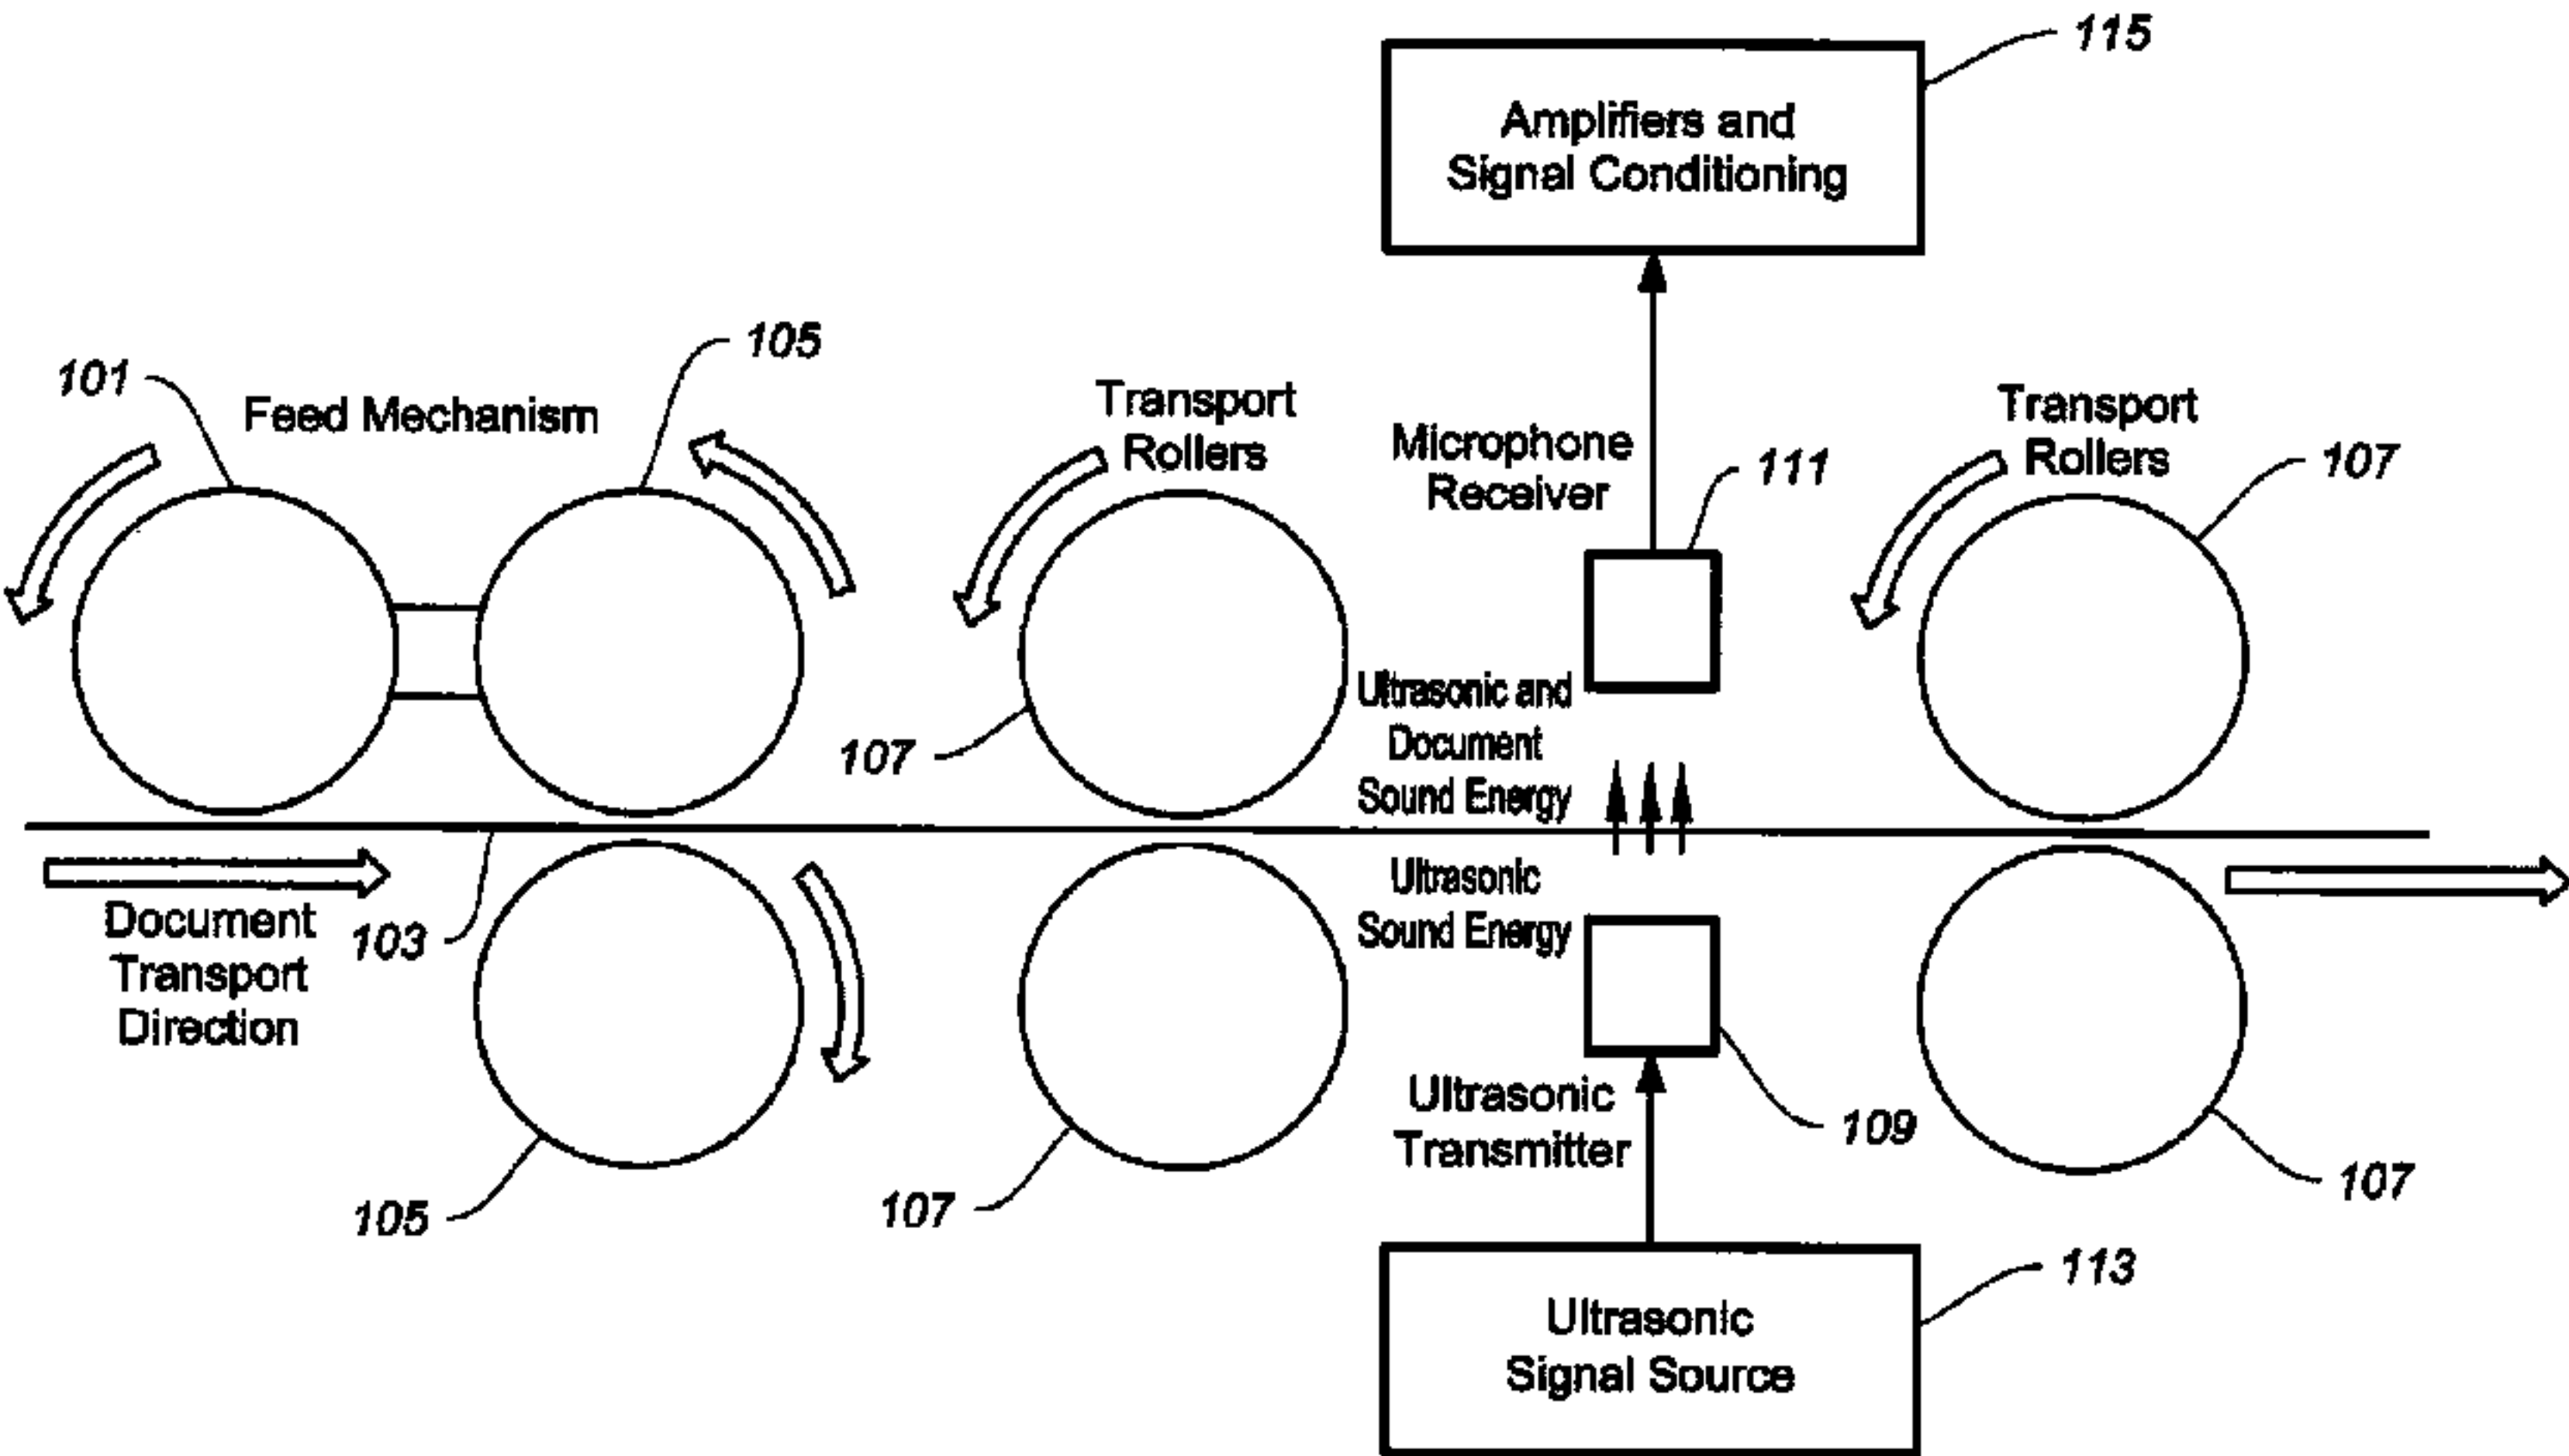 115
Amplifiers and
Signal Conditioning
105
101
Feed Mechanism
Transport
Rollers
Microphone
Receiver
111
Transport
Rollers
107
107
Ultrasonic and
Document
Sound Energy
Document
Transport
Direction
103
Ultrasonic
Sound Energy
Ultrasonic
Transmitter
109
105
107
107
113
Ultrasonic
Signal Source